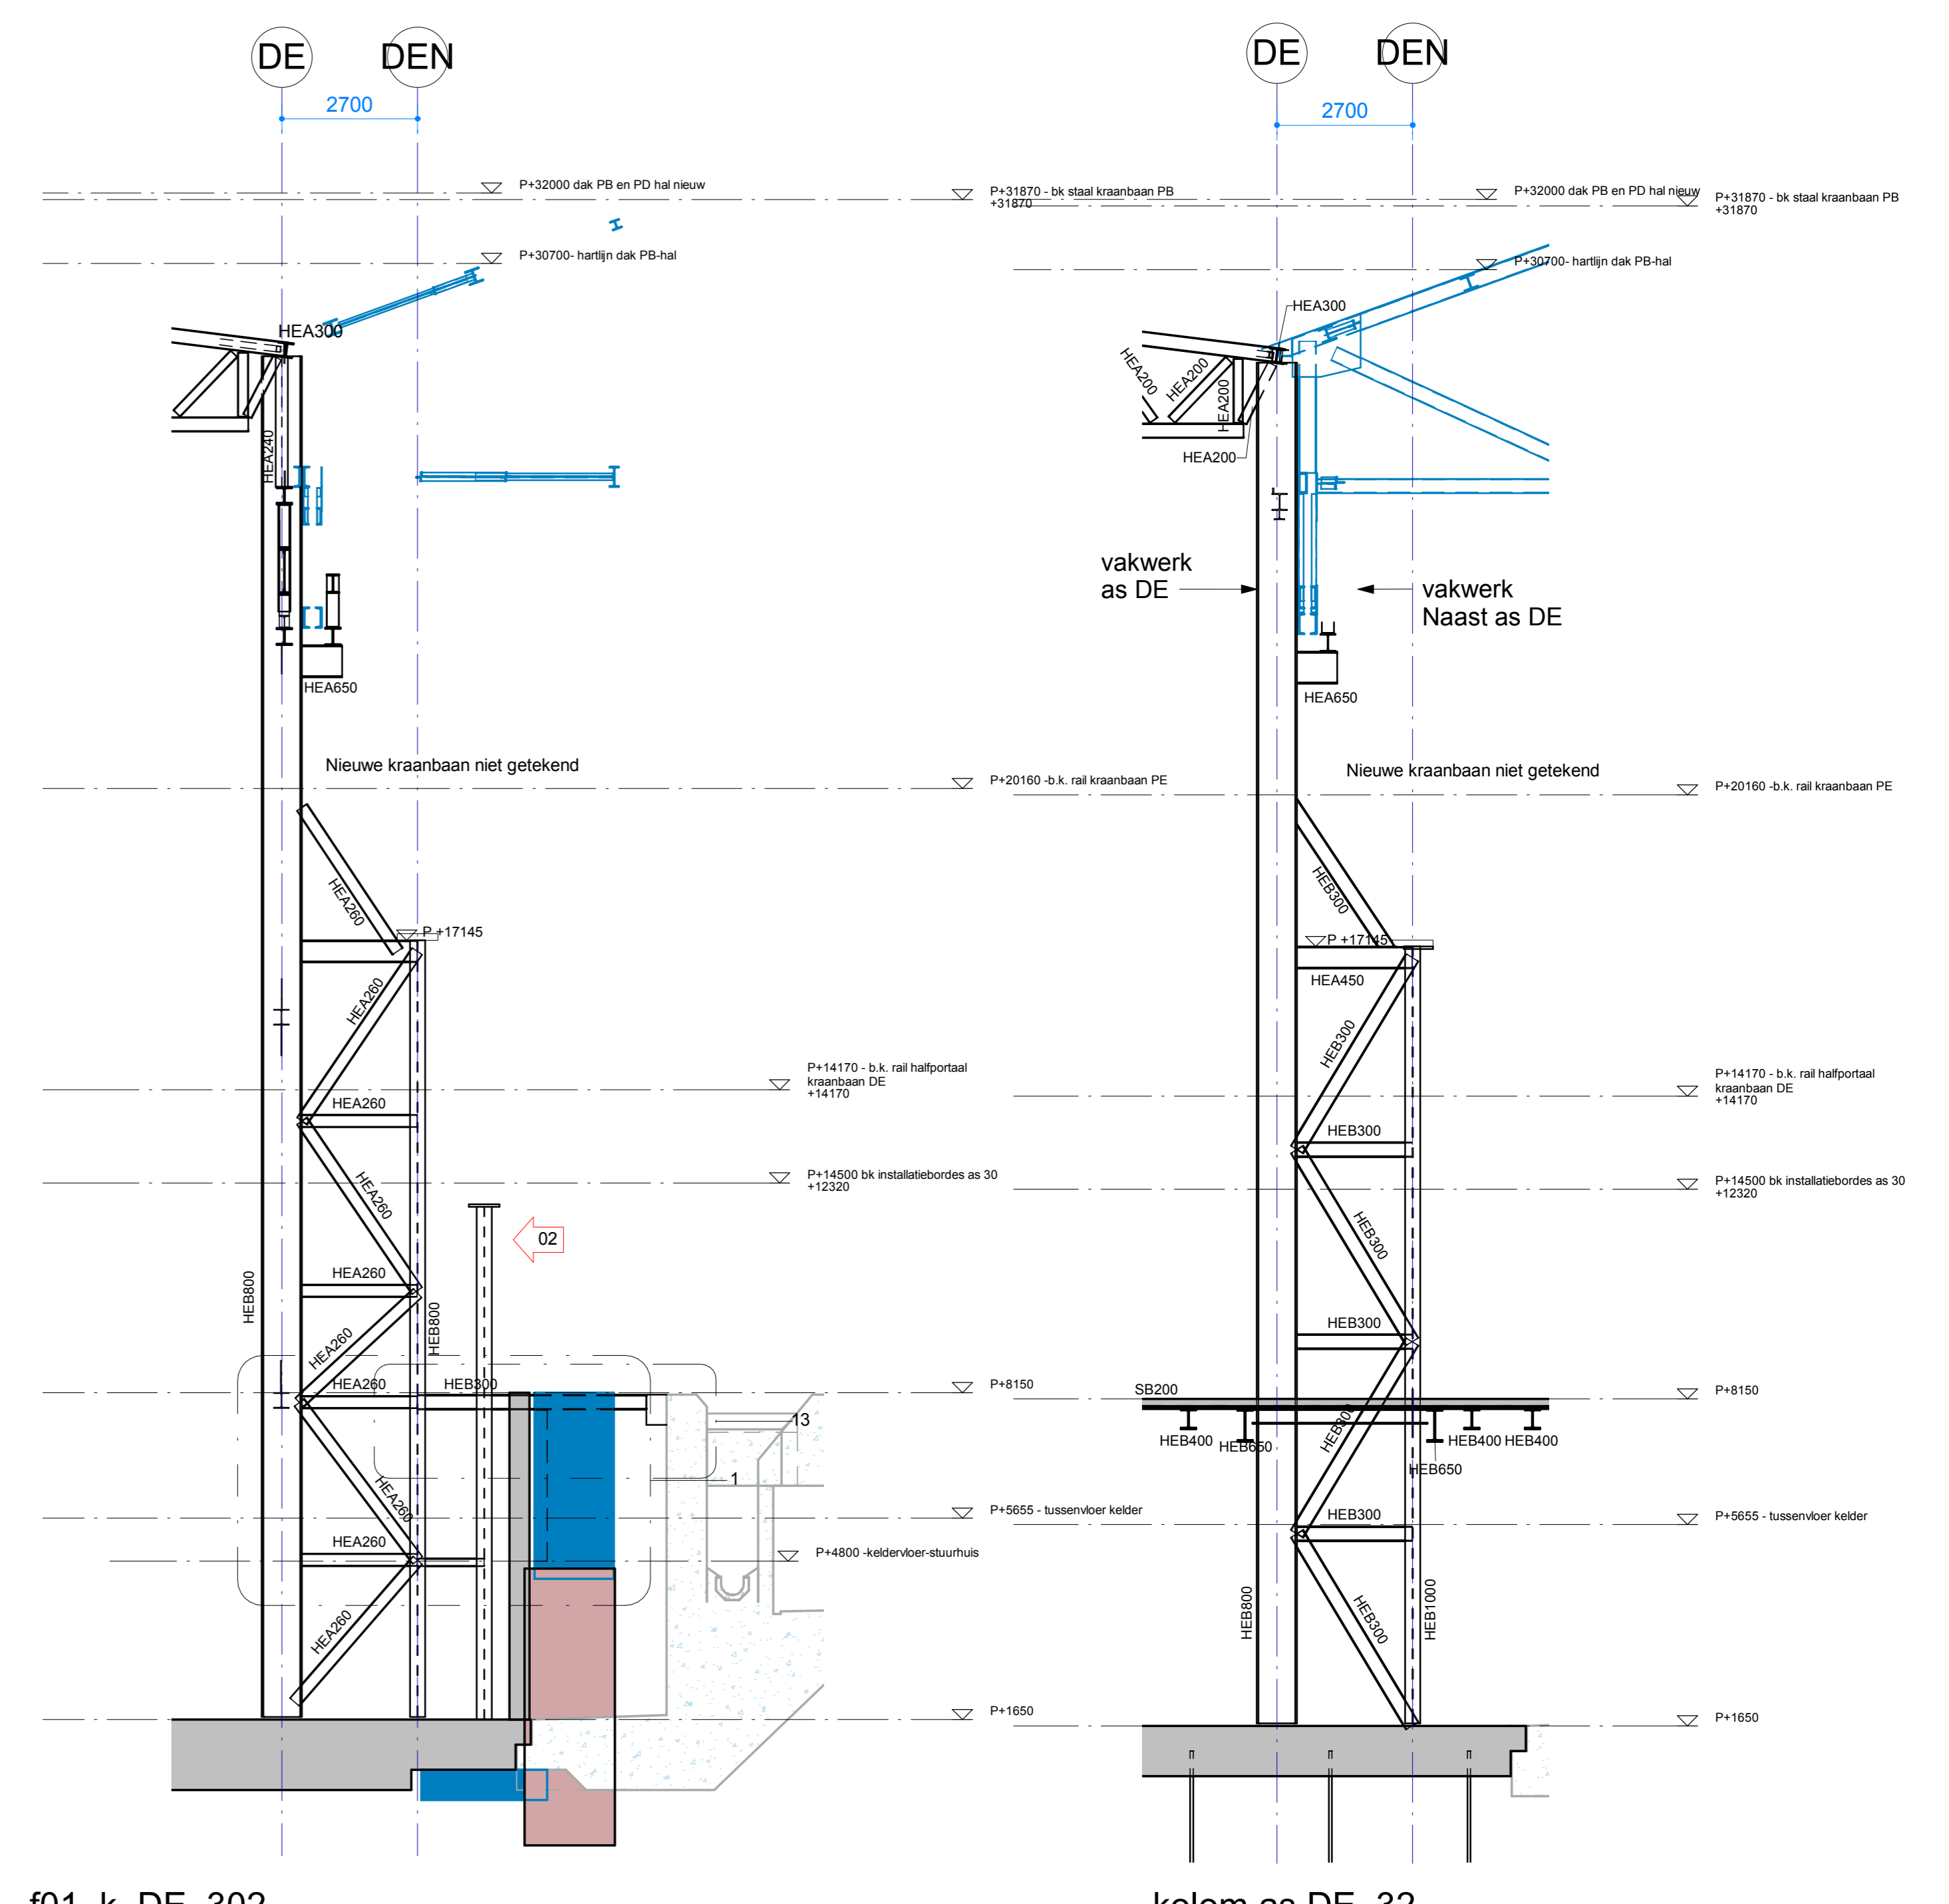 DE
DEN
2700
P+32000 dak PB en PD hal nieuw
P+31870 - bk staal kraanbaan PB
+31870
P+30700- hartlijn dak PB-hal
HEA300
HEA240
HEA650
Nieuwe kraanbaan niet getekend
P+20160 -b.k. rail kraanbaan PE
HEA260
P +17145
HEA260
P+14170 - b.k. rail halfportaal
kraanbaan DE
+14170
HEA260
P+14500 bk installatiebordes as 30
+12320
HEA260
02
HEA260
HEB800
HEB800
HEA260
HEA260
HEB300
P+8150
13
1
HEA260
P+5655 - tussenvloer kelder
HEA260
P+4800 -keldervloer-stuurhuis
HEA260
P+1650
f01_k_DE_302
DE
DEN
2700
P+32000 dak PB en PD hal nieuw
P+31870 - bk staal kraanbaan PB
+31870
P+30700- hartlijn dak PB-hal
HEA300
HEA200
HEA200
HEA200
HEA200
vakwerk
as DE
vakwerk
Naast as DE
HEA650
Nieuwe kraanbaan niet getekend
P+20160 -b.k. rail kraanbaan PE
HEB300
P +17145
HEA450
HEB300
P+14170 - b.k. rail halfportaal
kraanbaan DE
+14170
HEB300
P+14500 bk installatiebordes as 30
+12320
HEB300
HEB300
SB200
P+8150
HEB300
HEB400
HEB650
HEB400
HEB400
HEB650
HEB300
P+5655 - tussenvloer kelder
HEB800
HEB300
HEB1000
P+1650
kolom as DE_32